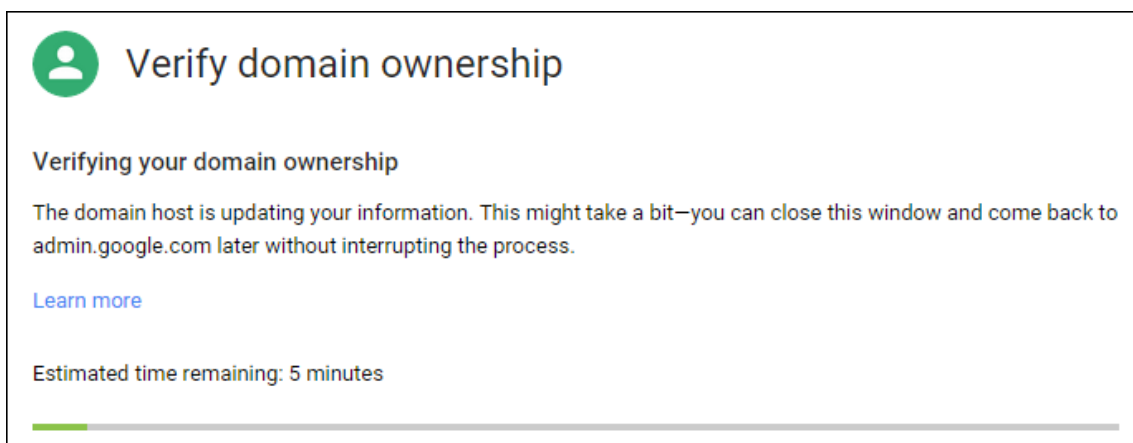 Verify domain ownership
Verifying your domain ownership
The domain host is updating your information. This might take a bit—you can close this window and come back to
admin.google.com later without interrupting the process.
Learn more
Estimated time remaining: 5 minutes